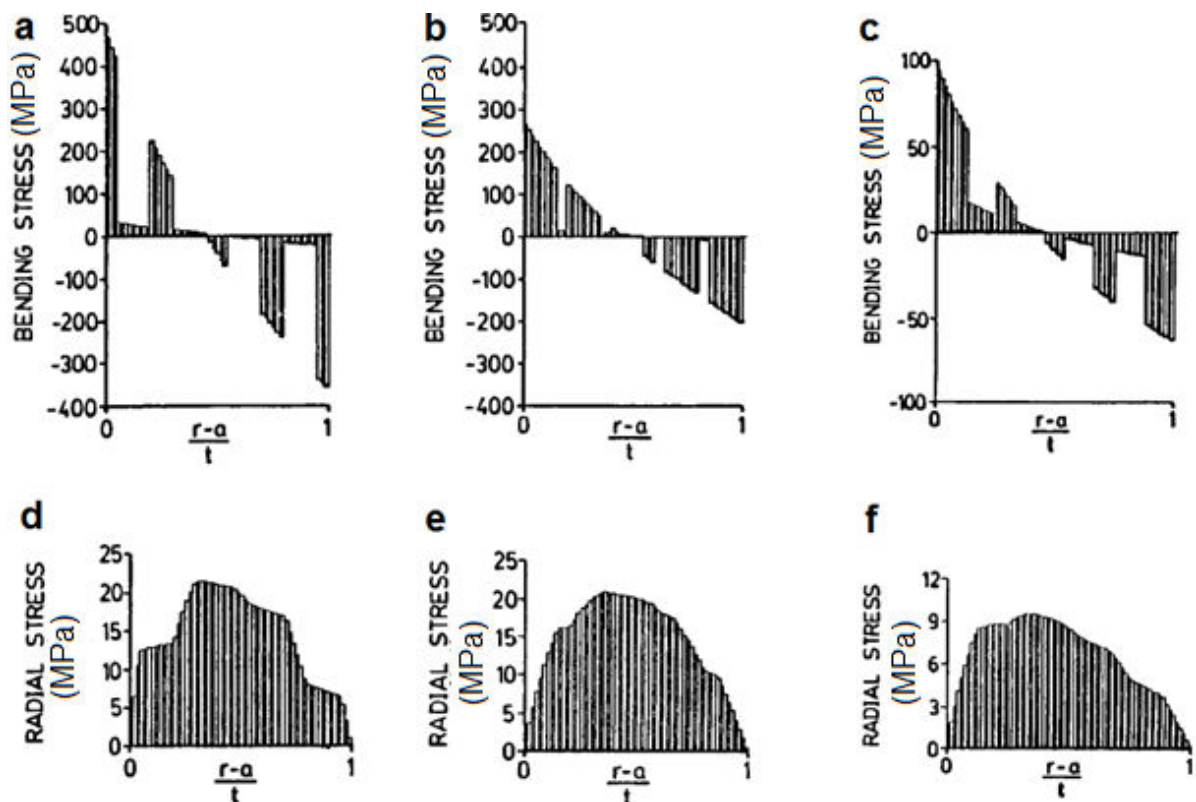 a
BENDING STRESS (MPa)
500
400
300
200
100
0
-100
-200
-300
-400
0
1
r-a
t
b
BENDING STRESS (MPa)
500
400
300
200
100
0
-100
-200
-300
-400
0
1
r-a
t
c
BENDING STRESS (MPa)
100
50
0
-50
-100
0
1
r-a
t
d
RADIAL STRESS
(MPa)
25
20
15
10
5
0
0
1
r-a
t
e
RADIAL STRESS
(MPa)
25
20
15
10
5
0
0
1
r-a
t
f
RADIAL STRESS
(MPa)
12
9
6
3
0
0
1
r-a
t